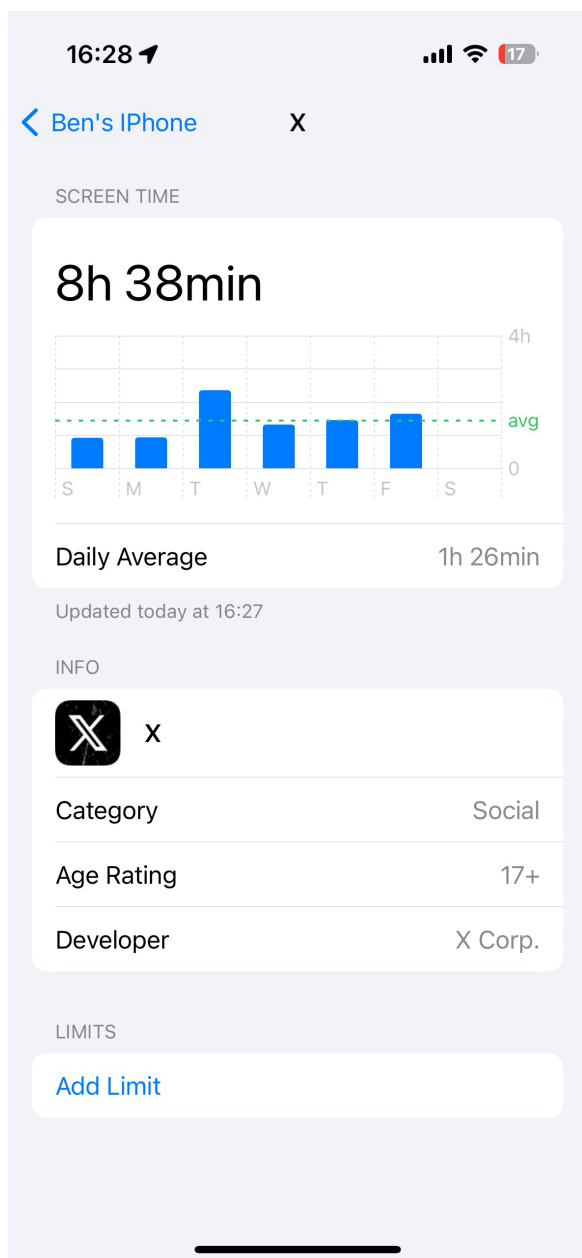 16:28 17
Ben's IPhone X
SCREEN TIME
8h 38min
4h
avg
0
S M T W T F S
Daily Average 1h 26min
Updated today at 16:27
INFO
X X
Category Social
Age Rating 17+
Developer X Corp.
LIMITS
Add Limit